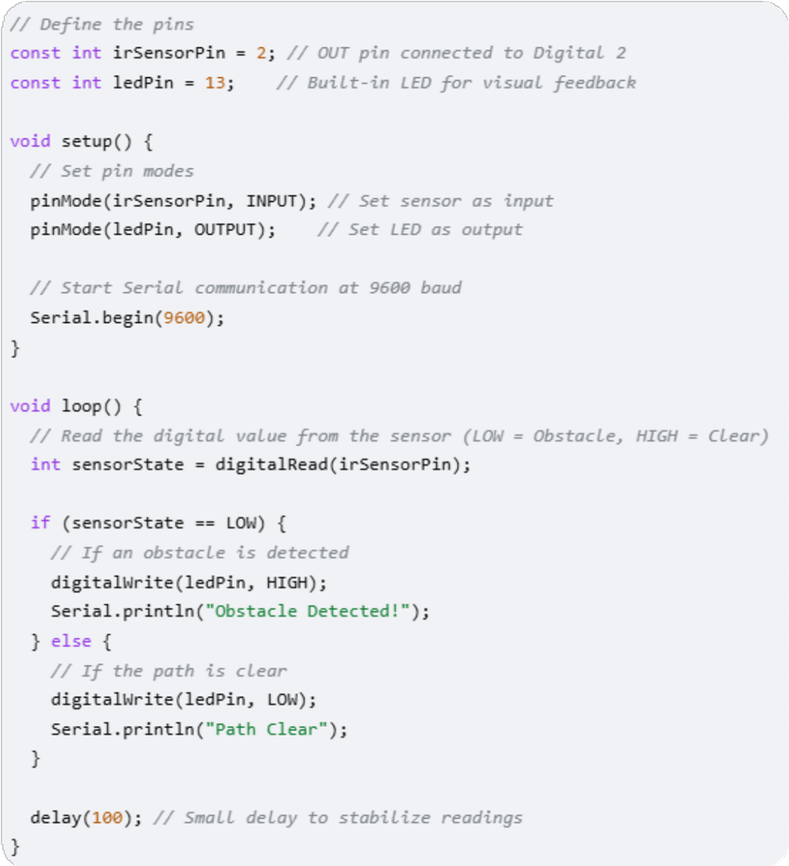 // Define the pins
const int irSensorPin = 2; // OUT pin connected to Digital 2
const int ledPin = 13;    // Built-in LED for visual feedback

void setup() {
  // Set pin modes
  pinMode(irSensorPin, INPUT); // Set sensor as input
  pinMode(ledPin, OUTPUT);    // Set LED as output

  // Start Serial communication at 9600 baud
  Serial.begin(9600);
}

void loop() {
  // Read the digital value from the sensor (LOW = Obstacle, HIGH = Clear)
  int sensorState = digitalRead(irSensorPin);

  if (sensorState == LOW) {
    // If an obstacle is detected
    digitalWrite(ledPin, HIGH);
    Serial.println("Obstacle Detected!");
  } else {
    // If the path is clear
    digitalWrite(ledPin, LOW);
    Serial.println("Path Clear");
  }

  delay(100); // Small delay to stabilize readings
}